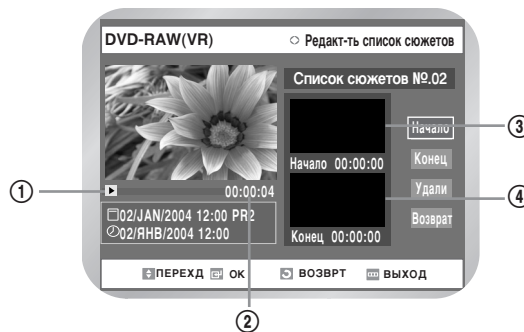 DVD-RAW(VR)
Редакт-ть список сюжетов
Список сюжетов №.02
Начало
Начало 00:00:00
Конец
00:00:04
Удали
02/JAN/2004 12:00 PR2
02/ЯНВ/2004 12:00
Возврат
Конец 00:00:00
ПЕРЕХД OK ВОЗВРТ ВЫХОД
①
②
③
④